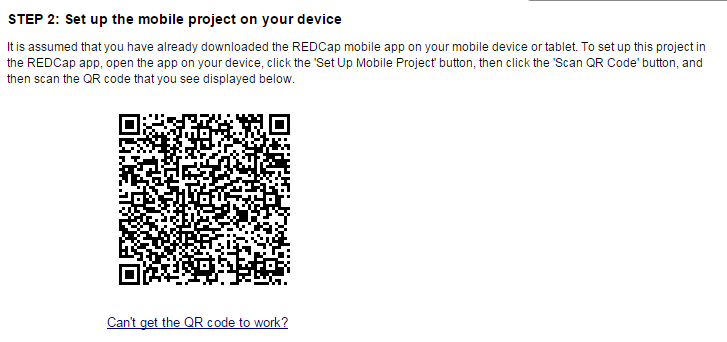 STEP 2: Set up the mobile project on your device
It is assumed that you have already downloaded the REDCap mobile app on your mobile device or tablet. To set up this project in
the REDCap app, open the app on your device, click the 'Set Up Mobile Project' button, then click the 'Scan QR Code' button, and
then scan the QR code that you see displayed below.
Can't get the QR code to work?